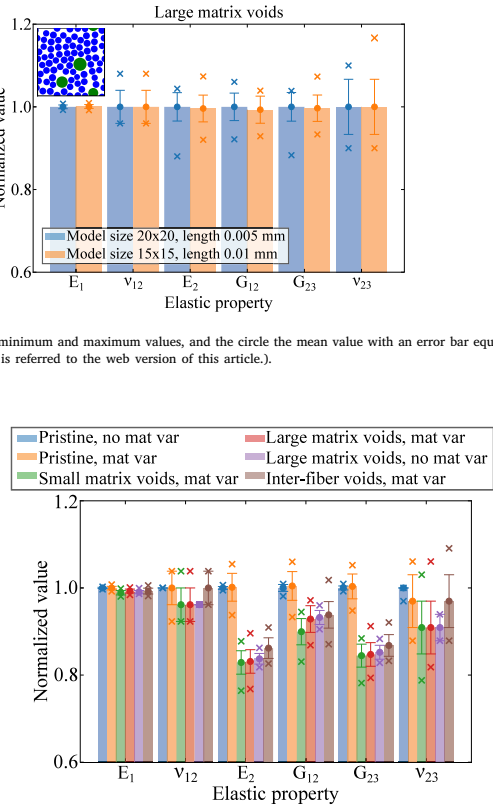 Large matrix voids
1.2
1.0
0.8
0.6
Normalized value
Model size 20x20, length 0.005 mm
Model size 15x15, length 0.01 mm
E1 ν12 E2 G12 G23 ν23
Elastic property
minimum and maximum values, and the circle the mean value with an error bar equ
is referred to the web version of this article.).
Pristine, no mat var Large matrix voids, mat var
Pristine, mat var Large matrix voids, no mat var
Small matrix voids, mat var Inter-fiber voids, mat var
1.2
1.0
0.8
0.6
Normalized value
E1 ν12 E2 G12 G23 ν23
Elastic property